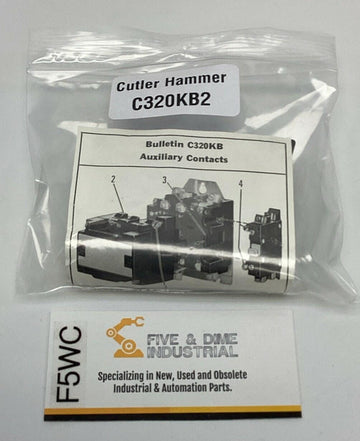 Cutler Hammer
C320KB2
Bulletin C320KB
Auxiliary Contacts
2
3
4
F5WC
FIVE & DIME
INDUSTRIAL
Specializing in New, Used and Obsolete
Industrial & Automation Parts.